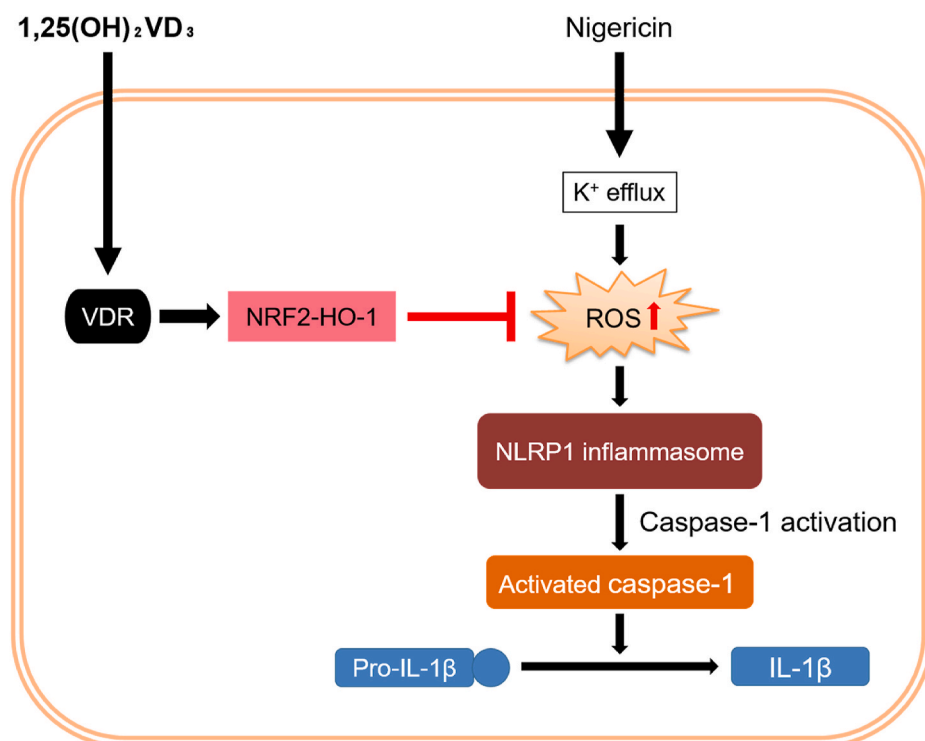 1,25(OH)₂VD₃
Nigericin
K⁺ efflux
VDR
NRF2-HO-1
ROS
NLRP1 inflammasome
Caspase-1 activation
Activated caspase-1
Pro-IL-1β
IL-1β